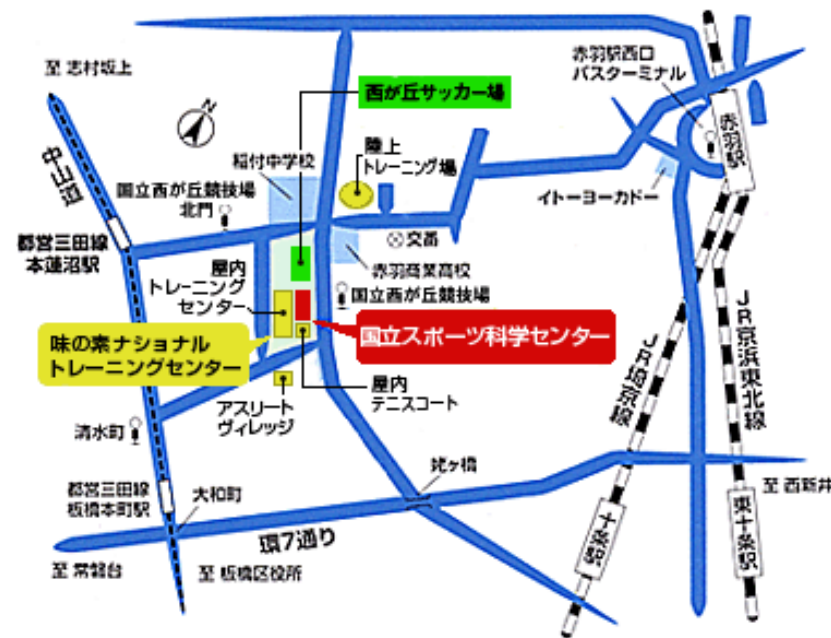 至 志村坂上
中山道
N
西が丘サッカー場
赤羽駅西口
バスターミナル
赤羽駅
稲付中学校
陸上
トレーニング場
イトーヨーカドー
国立西が丘競技場
北門
交番
都営三田線
本蓮沼駅
屋内
トレーニング
センター
赤羽商業高校
国立西が丘競技場
味の素ナショナル
トレーニングセンター
国立スポーツ科学センター
JR埼京線
JR京浜東北線
アスリート
ヴィレッジ
屋内
テニスコート
清水町
都営三田線
板橋本町駅
大和町
姥ヶ橋
至 西新井
環7通り
十条駅
東十条駅
至 常盤台
至 板橋区役所